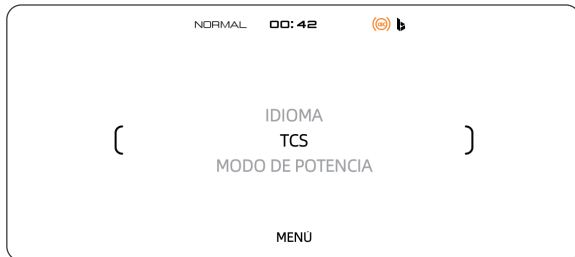 NORMAL 00:42
IDIOMA
TCS
MODO DE POTENCIA
MENÚ